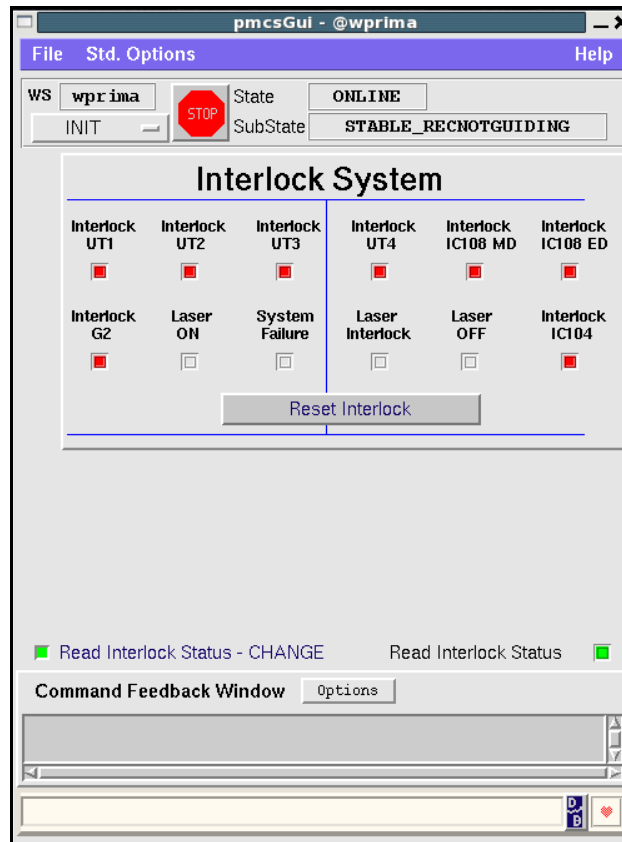 pmcsGui - @wprima
File Std. Options Help
WS wprima STOP State ONLINE
INIT SubState STABLE_RECNOTGUIDING
Interlock System
Interlock UT1 Interlock UT2 Interlock UT3 Interlock UT4 Interlock IC108 MD Interlock IC108 ED
Interlock G2 Laser ON System Failure Laser Interlock Laser OFF Interlock IC104
Reset Interlock
Read Interlock Status - CHANGE Read Interlock Status
Command Feedback Window Options
D B